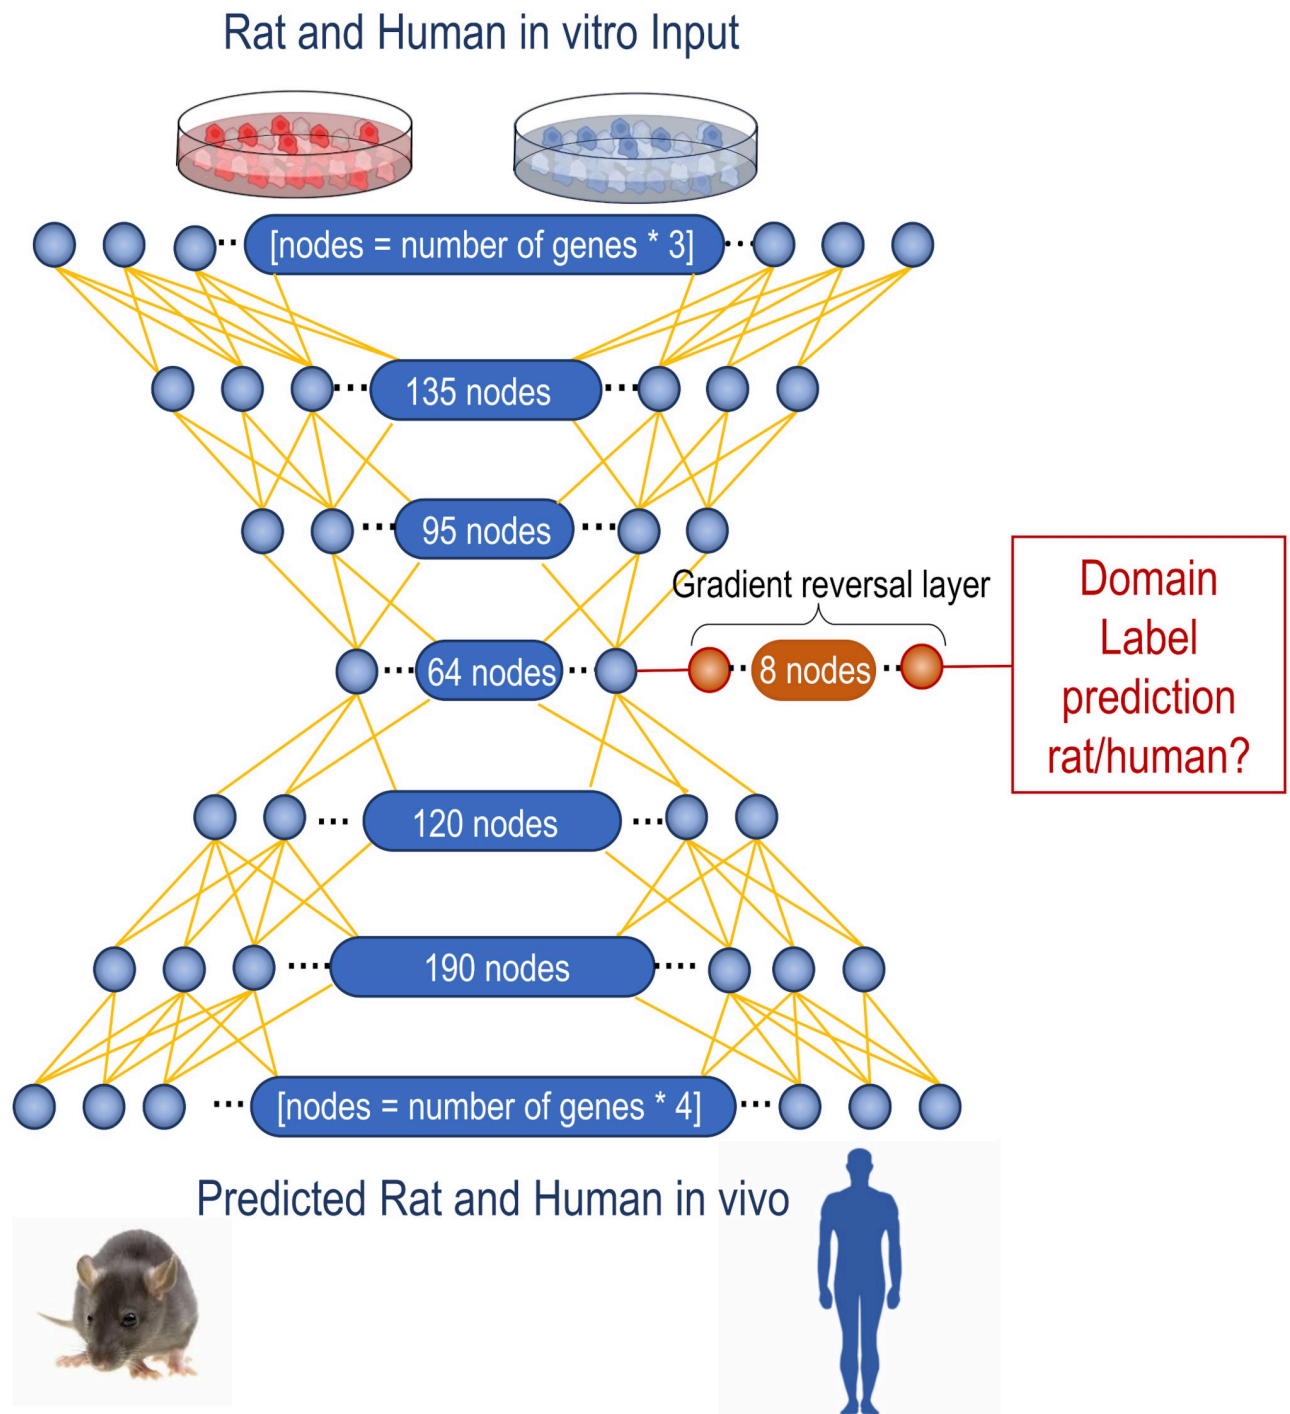 Rat and Human in vitro Input
[nodes = number of genes * 3]
135 nodes
95 nodes
Gradient reversal layer
64 nodes
8 nodes
Domain
Label
prediction
rat/human?
120 nodes
190 nodes
[nodes = number of genes * 4]
Predicted Rat and Human in vivo